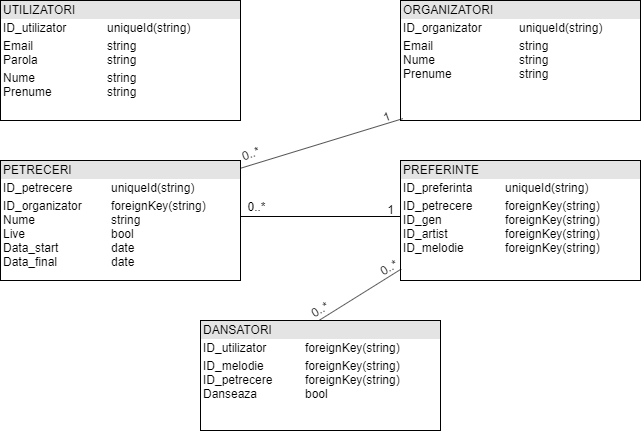 UTILIZATORI
ID_utilizator uniqueId(string)
Email string
Parola string
Nume string
Prenume string
ORGANIZATORI
ID_organizator uniqueId(string)
Email string
Nume string
Prenume string
1
0..*
PETRECERI
ID_petrecere uniqueId(string)
ID_organizator foreignKey(string)
Nume string
Live bool
Data_start date
Data_final date
0..* 1
PREFERINTE
ID_preferinta uniqueId(string)
ID_petrecere foreignKey(string)
ID_gen foreignKey(string)
ID_artist foreignKey(string)
ID_melodie foreignKey(string)
0..*
0..*
DANSATORI
ID_utilizator foreignKey(string)
ID_melodie foreignKey(string)
ID_petrecere foreignKey(string)
Danseaza bool